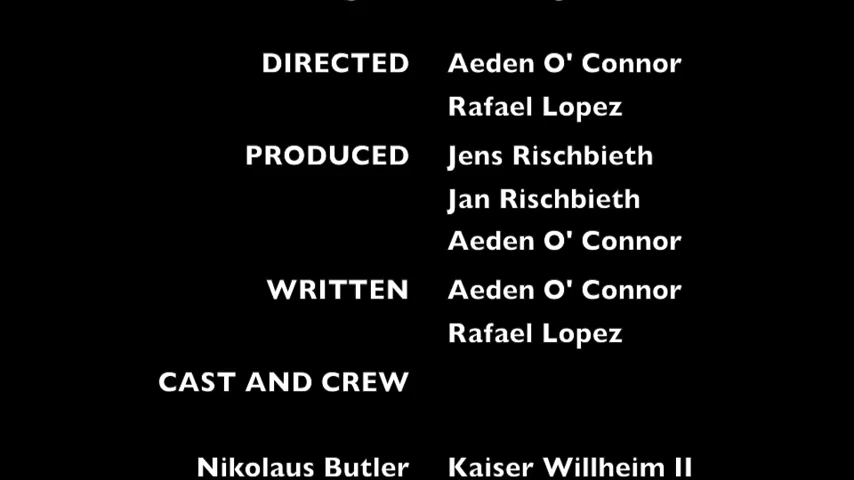 DIRECTED Aeden O' Connor
Rafael Lopez
PRODUCED Jens Rischbieth
Jan Rischbieth
Aeden O' Connor
WRITTEN Aeden O' Connor
Rafael Lopez
CAST AND CREW
Nikolaus Butler Kaiser Willheim II